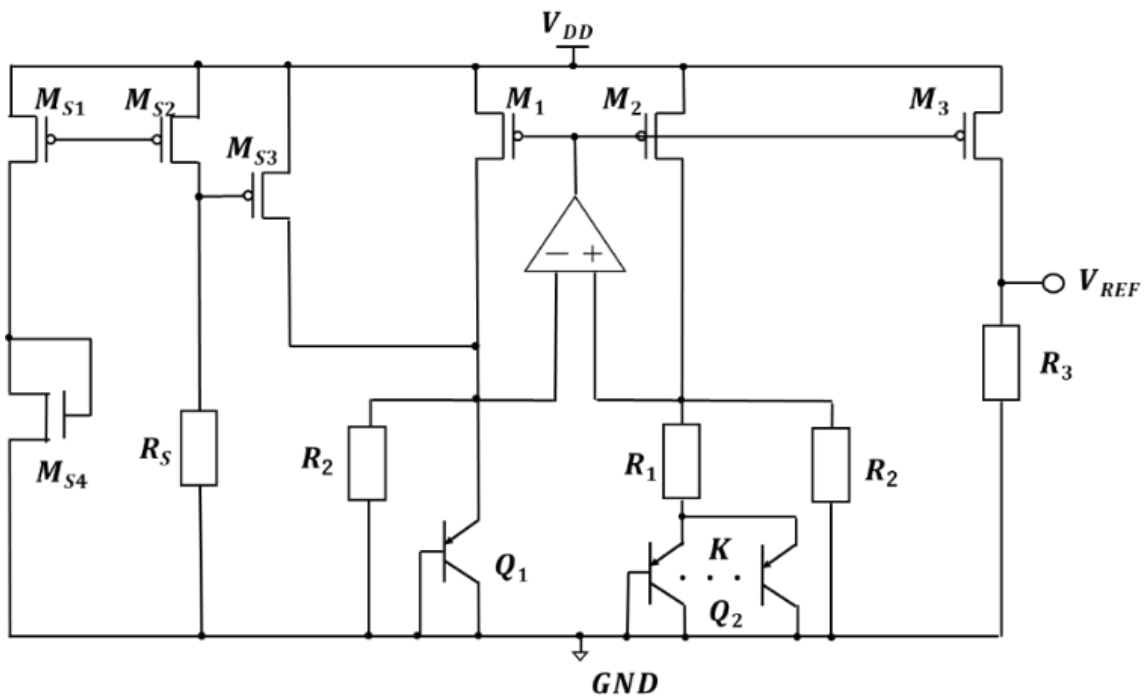 V_DD
M_S1
M_S2
M_1
M_2
M_3
M_S3
− +
V_REF
R_3
M_S4
R_S
R_2
R_1
R_2
Q_1
K
. . .
Q_2
GND